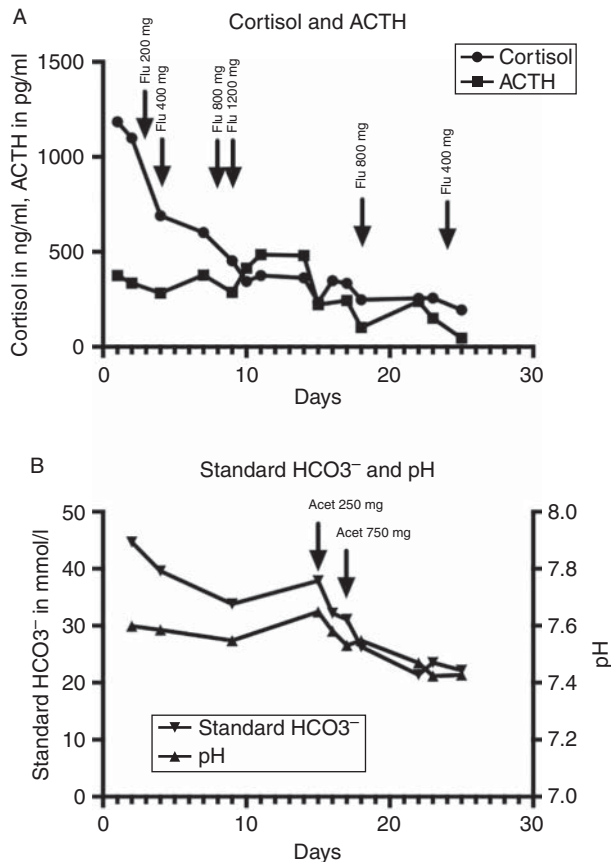 A
Cortisol and ACTH
Cortisol in ng/ml, ACTH in pg/ml
1500
1000
500
0
Flu 200 mg
Flu 400 mg
Flu 800 mg
Flu 1200 mg
Flu 800 mg
Flu 400 mg
Cortisol
ACTH
0
10
20
30
Days
B
Standard HCO3⁻ and pH
Standard HCO3⁻ in mmol/l
50
40
30
20
10
0
Acet 250 mg
Acet 750 mg
Standard HCO3⁻
pH
8.0
7.8
7.6
7.4
7.2
7.0
pH
0
10
20
30
Days